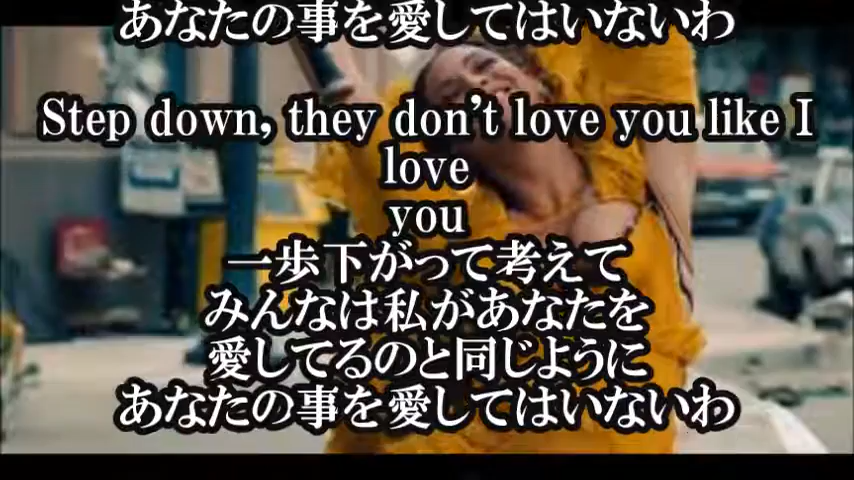 あなたの事を愛してはいないわ
Step down, they don't love you like I
love
you
一歩下がって考えて
みんなは私があなたを
愛してるのと同じように
あなたの事を愛してはいないわ